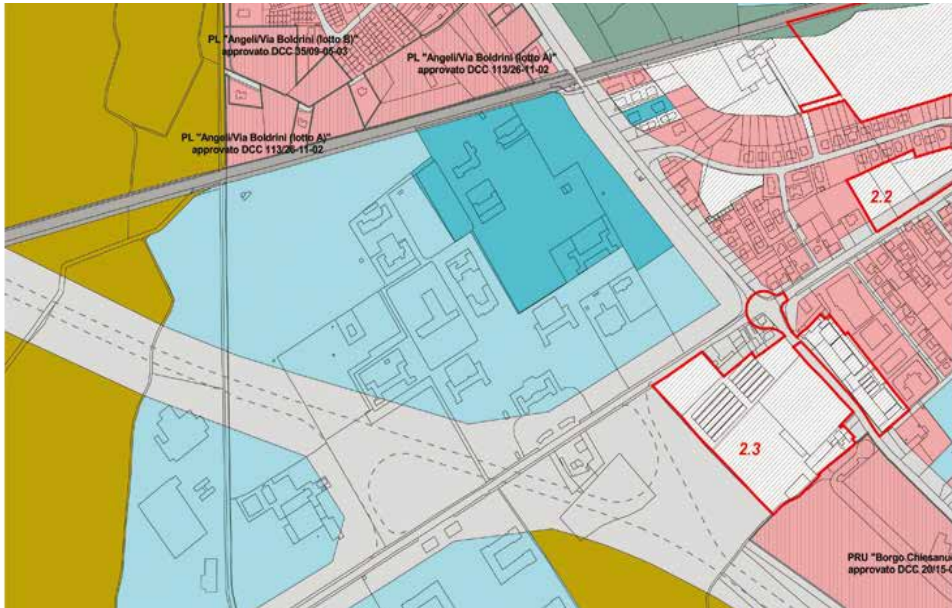 PL "Angeli/Via Boldrini (lotto B)"
approvato DCC 35/09-05-03
PL "Angeli/Via Boldrini (lotto A)"
approvato DCC 113/26-11-02
PL "Angeli/Via Boldrini (lotto A)"
approvato DCC 113/26-11-02
2.2
2.3
PRU "Borgo Chiesanu
approvato DCC 20/15-0